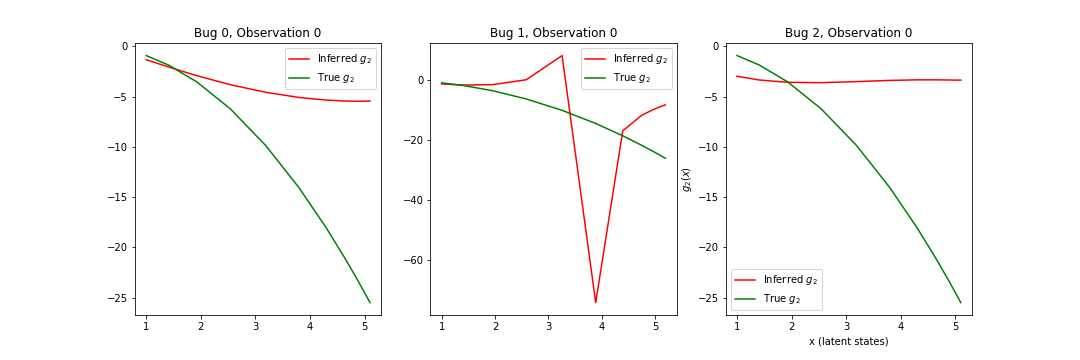 Bug 0, Observation 0
0
−5
−10
−15
−20
−25
1 2 3 4 5
Inferred g₂
True g₂
Bug 1, Observation 0
0
−20
−40
−60
1 2 3 4 5
Inferred g₂
True g₂
Bug 2, Observation 0
g₂(x)
0
−5
−10
−15
−20
−25
1 2 3 4 5
x (latent states)
Inferred g₂
True g₂